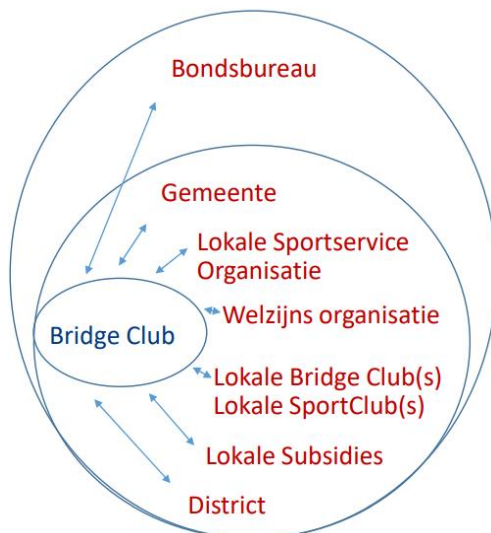 Bondsbureau
Gemeente
Lokale Sportservice
Organisatie
Welzijns organisatie
Bridge Club
Lokale Bridge Club(s)
Lokale SportClub(s)
Lokale Subsidies
District